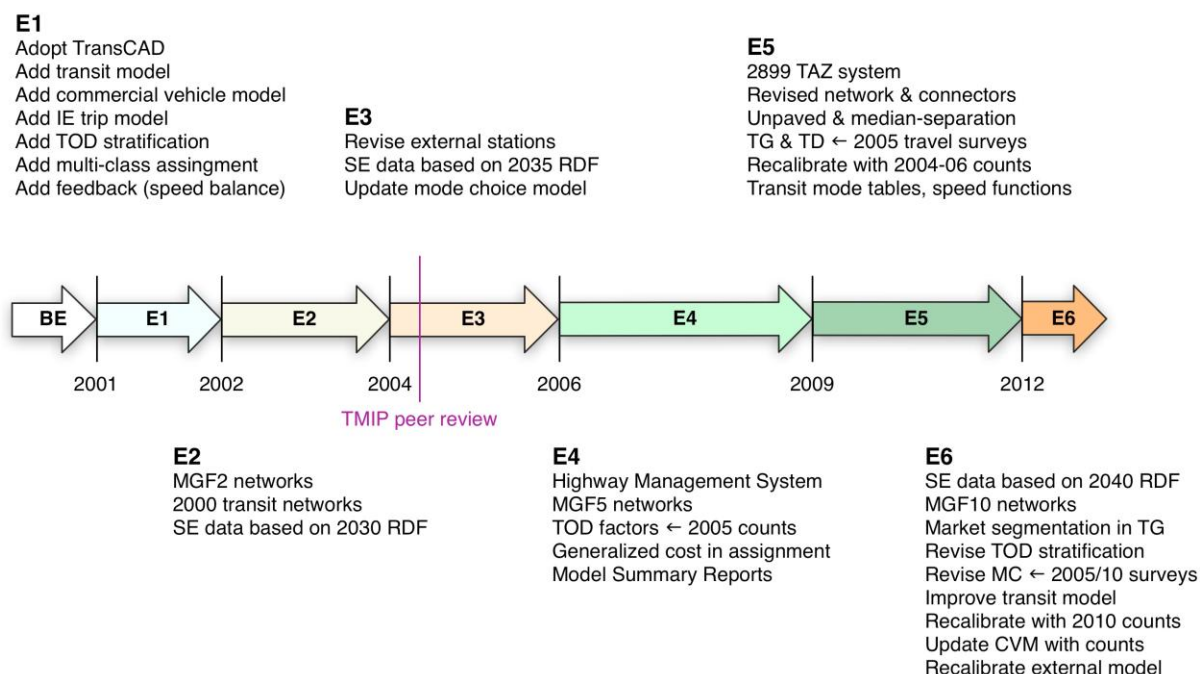 E1
Adopt TransCAD
Add transit model
Add commercial vehicle model
Add IE trip model
Add TOD stratification
Add multi-class assingment
Add feedback (speed balance)
E3
Revise external stations
SE data based on 2035 RDF
Update mode choice model
E5
2899 TAZ system
Revised network & connectors
Unpaved & median-separation
TG & TD ← 2005 travel surveys
Recalibrate with 2004-06 counts
Transit mode tables, speed functions
BE
E1
E2
E3
E4
E5
E6
2001
2002
2004
2006
2009
2012
TMIP peer review
E2
MGF2 networks
2000 transit networks
SE data based on 2030 RDF
E4
Highway Management System
MGF5 networks
TOD factors ← 2005 counts
Generalized cost in assignment
Model Summary Reports
E6
SE data based on 2040 RDF
MGF10 networks
Market segmentation in TG
Revise TOD stratification
Revise MC ← 2005/10 surveys
Improve transit model
Recalibrate with 2010 counts
Update CVM with counts
Recalibrate external model